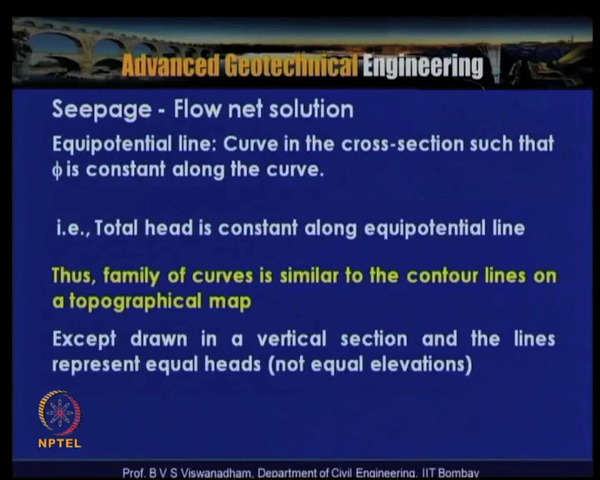 Advanced Geotechnical Engineering
Seepage - Flow net solution
Equipotential line: Curve in the cross-section such that
ϕ is constant along the curve.
i.e., Total head is constant along equipotential line
Thus, family of curves is similar to the contour lines on
a topographical map
Except drawn in a vertical section and the lines
represent equal heads (not equal elevations)
NPTEL
Prof. B V S Viswanadham, Department of Civil Engineering, IIT Bombay